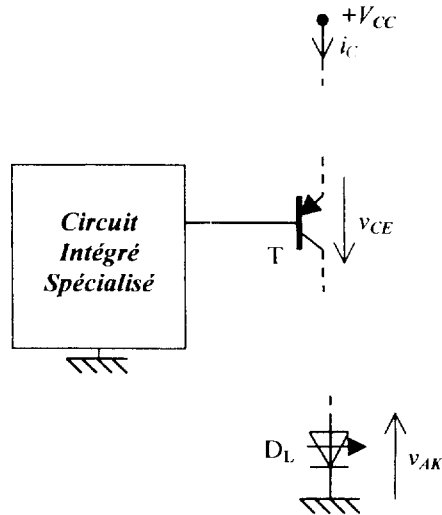 +V_CC
i_C
Circuit
Intégré
Spécialisé
T
v_CE
D_L
v_AK